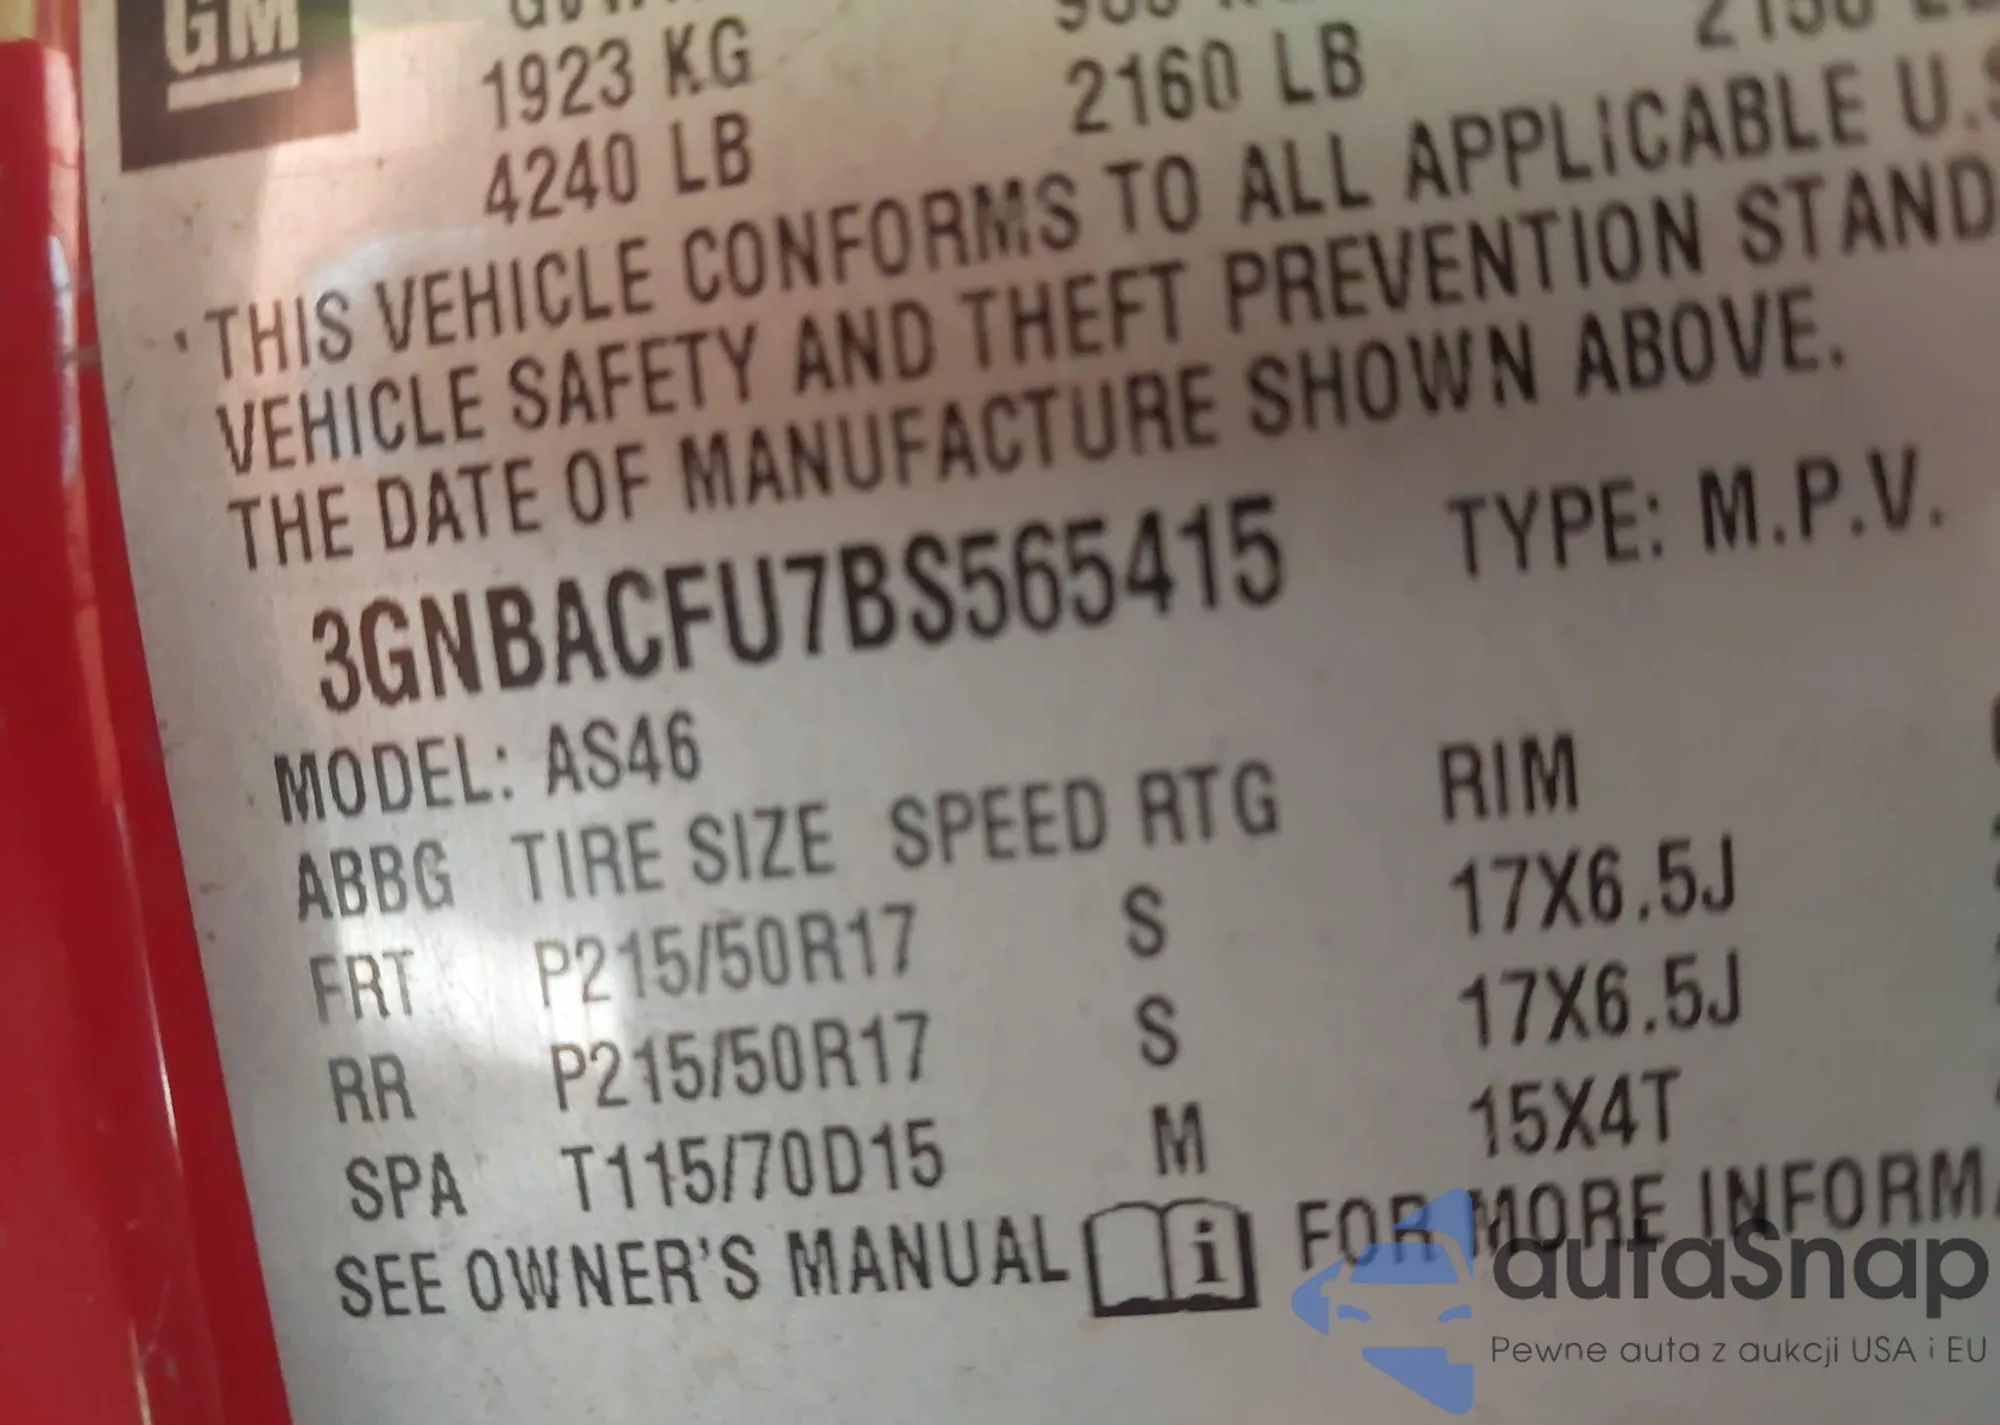 GM
1923 KG
4240 LB 2160 LB
THIS VEHICLE CONFORMS TO ALL APPLICABLE U.S
VEHICLE SAFETY AND THEFT PREVENTION STAND
THE DATE OF MANUFACTURE SHOWN ABOVE.
3GNBACFU7BS565415 TYPE: M.P.V.
MODEL: AS46
ABBG TIRE SIZE SPEED RTG RIM
FRT P215/50R17 S 17X6.5J
RR P215/50R17 S 17X6.5J
SPA T115/70D15 M 15X4T
SEE OWNER'S MANUAL i FOR MORE INFORMA
autaSnap
Pewne auta z aukcji USA i EU